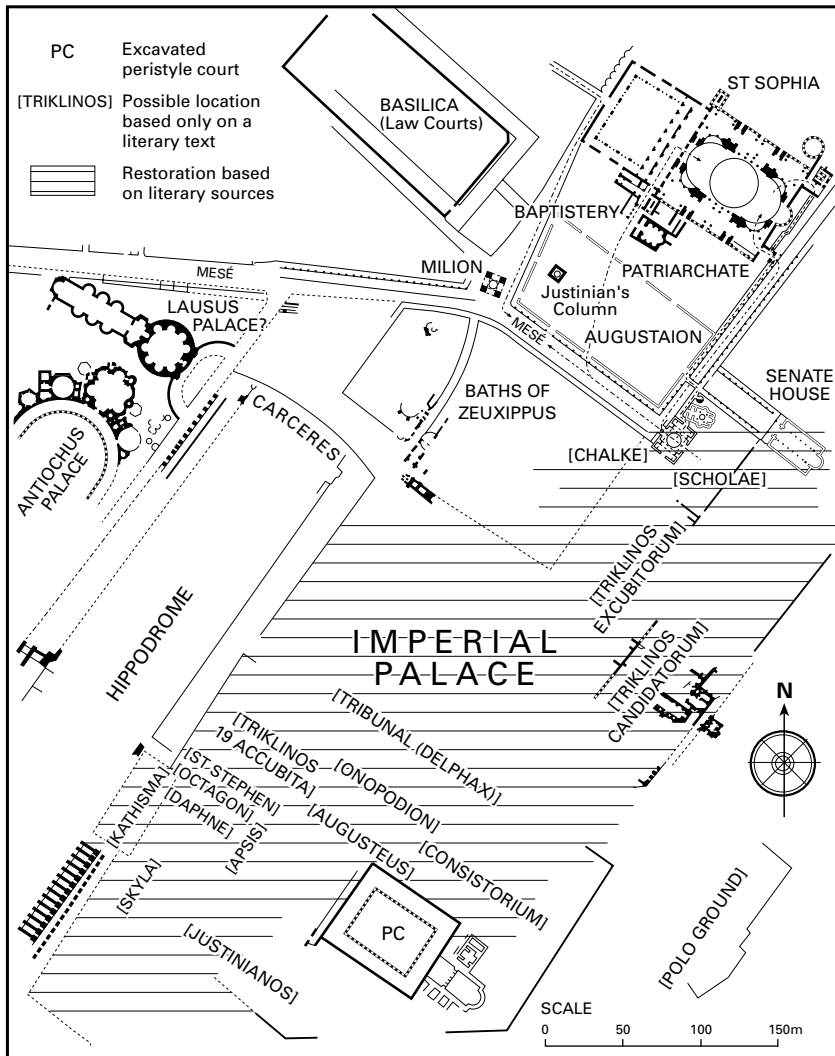 PC Excavated
peristyle court
[TRIKLINOS] Possible location
based only on a
literary text
Restoration based
on literary sources
BASILICA
(Law Courts)
ST SOPHIA
BAPTISTERY
PATRIARCHATE
MILION
Justinian's
Column
MESÉ
AUGUSTAION
MESÉ
LAUSUS
PALACE?
SENATE
HOUSE
BATHS OF
ZEUXIPPUS
CARCERES
ANTIOCHUS
PALACE
[CHALKE]
[SCHOLAE]
[TRIKLINOS
EXCUBITORUM]
HIPPODROME
IMPERIAL
PALACE
[TRIKLINOS
CANDIDATORUM]
N
[TRIBUNAL (DELPHAX)]
[TRIKLINOS
19 ACCUBITA]
[ONOPODION]
[ST STEPHEN]
[OCTAGON]
[DAPHNE]
[KATHISMA]
[APSIS]
[AUGUSTEUS]
[CONSISTORIUM]
[SKYLA]
PC
[JUSTINIANOS]
[POLO GROUND]
SCALE
0 50 100 150m